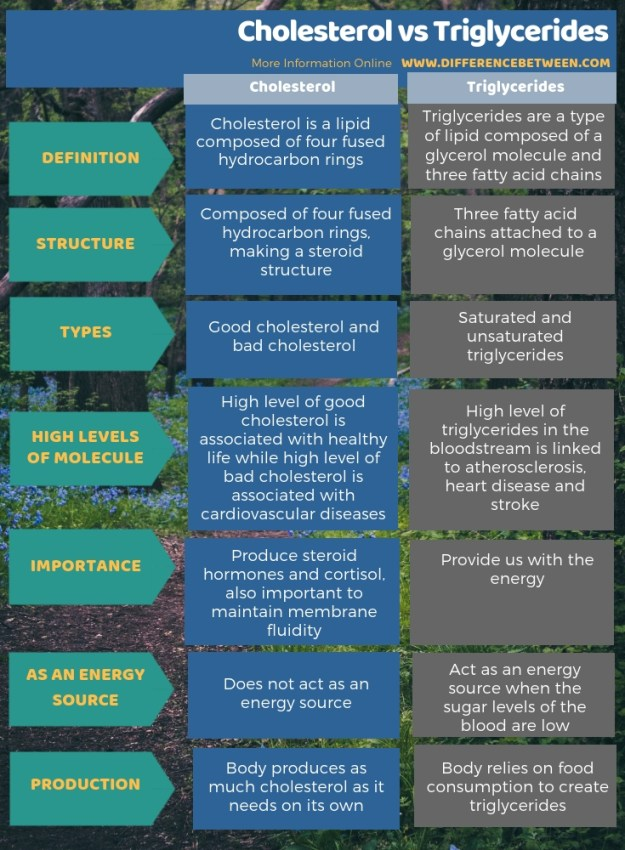 Cholesterol vs Triglycerides
More Information Online WWW.DIFFERENCEBETWEEN.COM
Cholesterol
Triglycerides
DEFINITION
Cholesterol is a lipid
composed of four fused
hydrocarbon rings
Triglycerides are a type
of lipid composed of a
glycerol molecule and
three fatty acid chains
STRUCTURE
Composed of four fused
hydrocarbon rings,
making a steroid
structure
Three fatty acid
chains attached to a
glycerol molecule
TYPES
Good cholesterol and
bad cholesterol
Saturated and
unsaturated
triglycerides
HIGH LEVELS
OF MOLECULE
High level of good
cholesterol is
associated with healthy
life while high level of
bad cholesterol is
associated with
cardiovascular diseases
High level of
triglycerides in the
bloodstream is linked
to atherosclerosis,
heart disease and
stroke
IMPORTANCE
Produce steroid
hormones and cortisol,
also important to
maintain membrane
fluidity
Provide us with the
energy
AS AN ENERGY
SOURCE
Does not act as an
energy source
Act as an energy
source when the
sugar levels of the
blood are low
PRODUCTION
Body produces as
much cholesterol as it
needs on its own
Body relies on food
consumption to create
triglycerides